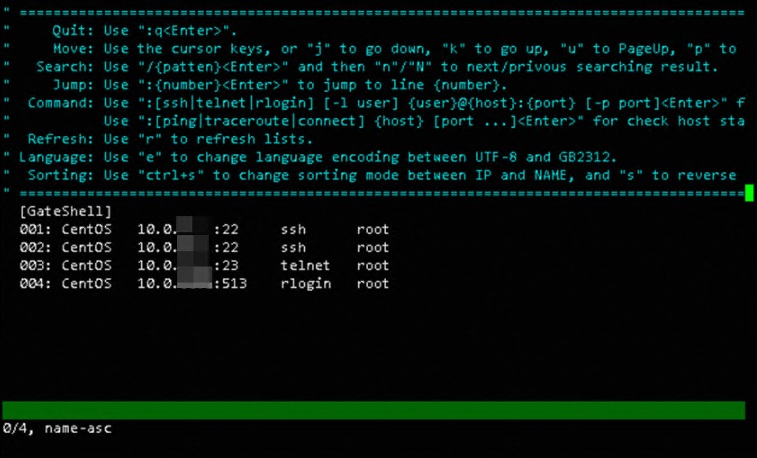 " =====================================================================================
"     Quit: Use ":q<Enter>".
"     Move: Use the cursor keys, or "j" to go down, "k" to go up, "u" to PageUp, "p" to
"   Search: Use "/{patten}<Enter>" and then "n"/"N" to next/privous searching result.
"     Jump: Use ":{number}<Enter>" to jump to line {number}.
"  Command: Use ":[ssh|telnet|rlogin] [-l user] {user}@{host}:{port} [-p port]<Enter>" f
"           Use ":[ping|traceroute|connect] {host} [port ...]<Enter>" for check host sta
"  Refresh: Use "r" to refresh lists.
" Language: Use "e" to change language encoding between UTF-8 and GB2312.
"  Sorting: Use "ctrl+s" to change sorting mode between IP and NAME, and "s" to reverse
" =====================================================================================
[GateShell]
001: CentOS   10.0. :22     ssh      root
002: CentOS   10.0. :22     ssh      root
003: CentOS   10.0. :23     telnet   root
004: CentOS   10.0. :513    rlogin   root
0/4, name-asc